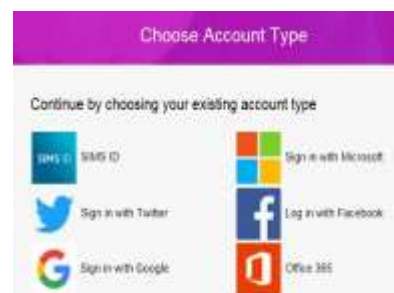 Choose Account Type
Continue by choosing your existing account type
SIMS ID SIMS ID
Sign in with Microsoft
Sign in with Twitter
Log in with Facebook
Sign in with Google
Office 365